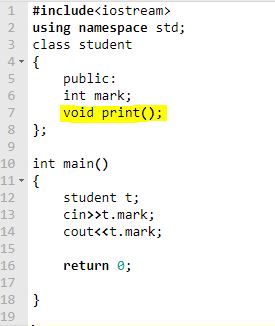 1 #include<iostream>
2 using namespace std;
3 class student
4 {
5 public:
6 int mark;
7 void print();
8 };
9
10 int main()
11 {
12 student t;
13 cin>>t.mark;
14 cout<<t.mark;
15
16 return 0;
17
18 }
19